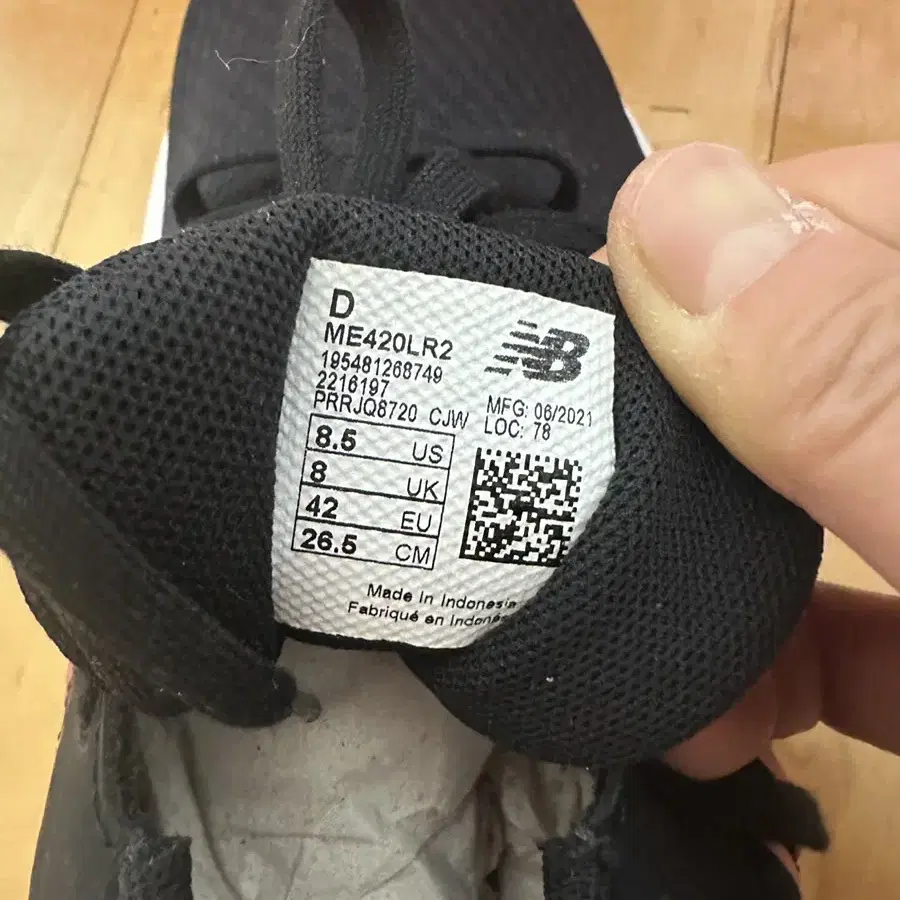 D
ME420LR2
195481268749
2216197
PRRJQ8720 CJW
NB
MFG: 06/2021
LOC: 78
8.5 US
8 UK
42 EU
26.5 CM
Made In Indonesia
Fabriqué en